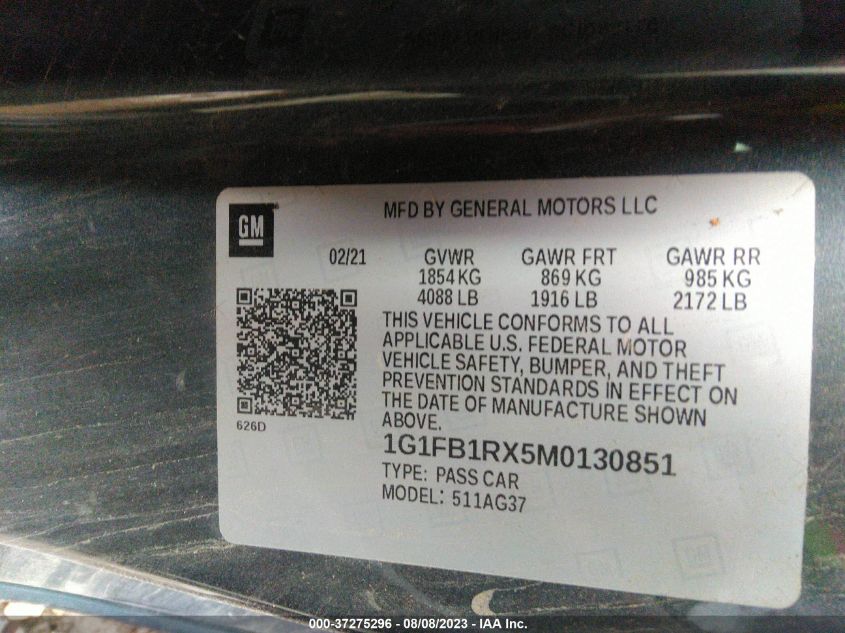 GM
MFD BY GENERAL MOTORS LLC
02/21 GVWR GAWR FRT GAWR RR
1854 KG 869 KG 985 KG
4088 LB 1916 LB 2172 LB
THIS VEHICLE CONFORMS TO ALL
APPLICABLE U.S. FEDERAL MOTOR
VEHICLE SAFETY, BUMPER, AND THEFT
PREVENTION STANDARDS IN EFFECT ON
THE DATE OF MANUFACTURE SHOWN
ABOVE.
626D
1G1FB1RX5M0130851
TYPE: PASS CAR
MODEL: 511AG37
GM
000-37275296 - 08/08/2023 - IAA Inc.